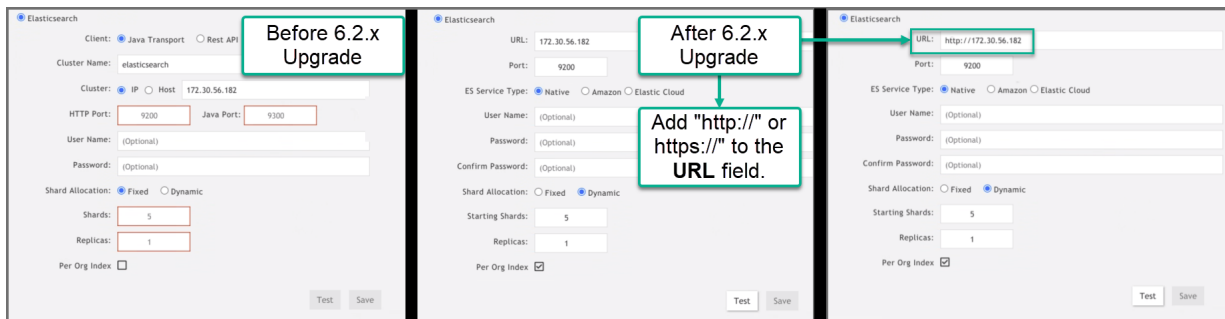 Elasticsearch
Client: Java Transport Rest API
Cluster Name: elasticsearch
Cluster: IP Host 172.30.56.182
HTTP Port: 9200 Java Port: 9300
User Name: (Optional)
Password: (Optional)
Shard Allocation: Fixed Dynamic
Shards: 5
Replicas: 1
Per Org Index
Test Save
Before 6.2.x
Upgrade
Elasticsearch
URL: 172.30.56.182
Port: 9200
ES Service Type: Native Amazon Elastic Cloud
User Name: (Optional)
Password: (Optional)
Confirm Password: (Optional)
Shard Allocation: Fixed Dynamic
Starting Shards: 5
Replicas: 1
Per Org Index
Test Save
After 6.2.x
Upgrade
Add "http://" or
https://" to the
URL field.
Elasticsearch
URL: http://172.30.56.182
Port: 9200
ES Service Type: Native Amazon Elastic Cloud
User Name: (Optional)
Password: (Optional)
Confirm Password: (Optional)
Shard Allocation: Fixed Dynamic
Starting Shards: 5
Replicas: 1
Per Org Index
Test Save